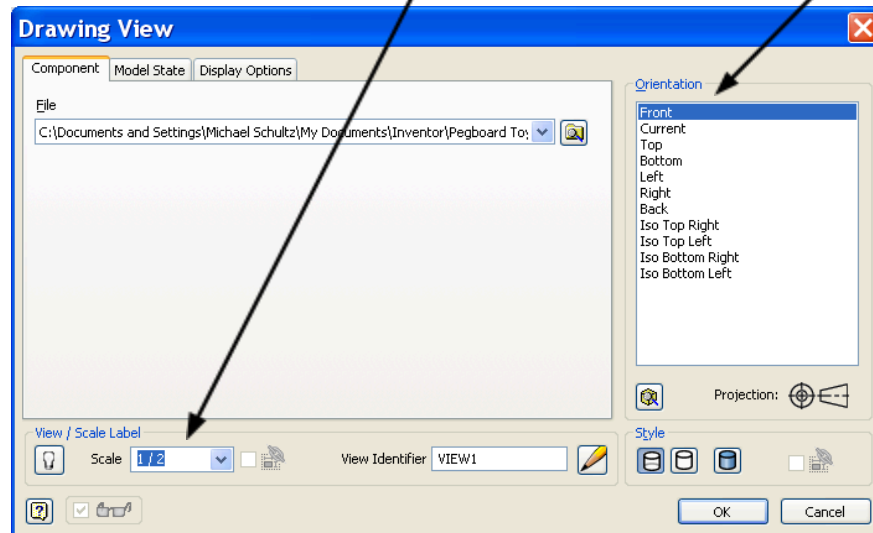 Drawing View
Component Model State Display Options
File
C:\Documents and Settings\Michael Schultz\My Documents\Inventor\Pegboard Toy
Orientation
Front
Current
Top
Bottom
Left
Right
Back
Iso Top Right
Iso Top Left
Iso Bottom Right
Iso Bottom Left
Projection:
View / Scale Label
Scale 1 / 2
View Identifier VIEW1
Style
OK Cancel